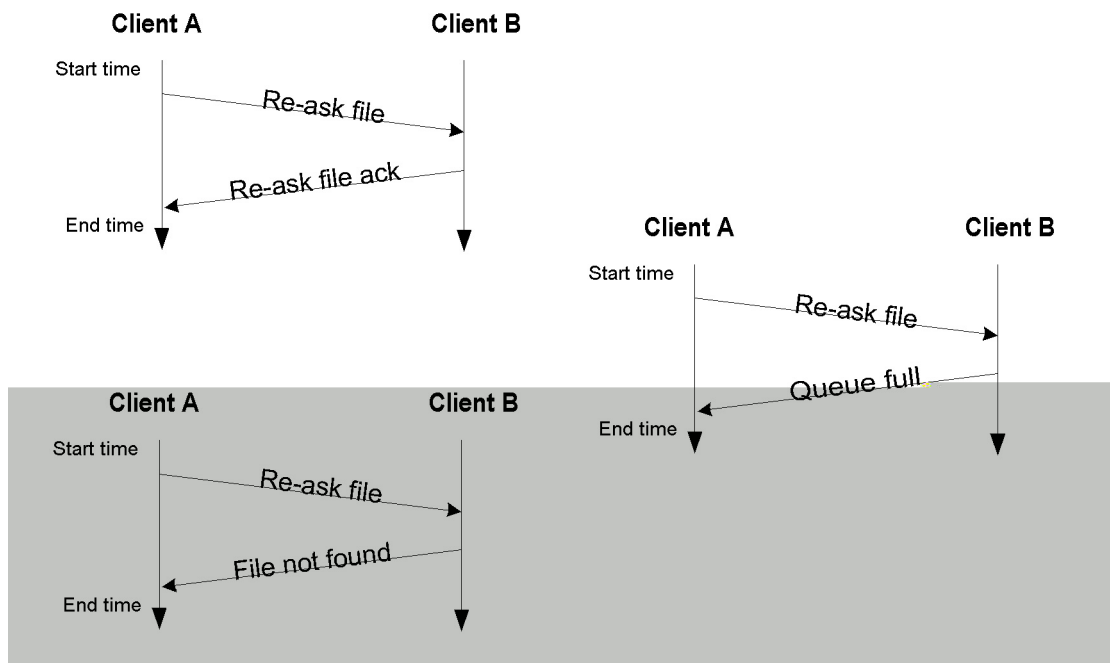 Client A
Client B
Start time
Re-ask file
Re-ask file ack
End time
Client A
Client B
Start time
Re-ask file
Queue full
End time
Client A
Client B
Start time
Re-ask file
File not found
End time